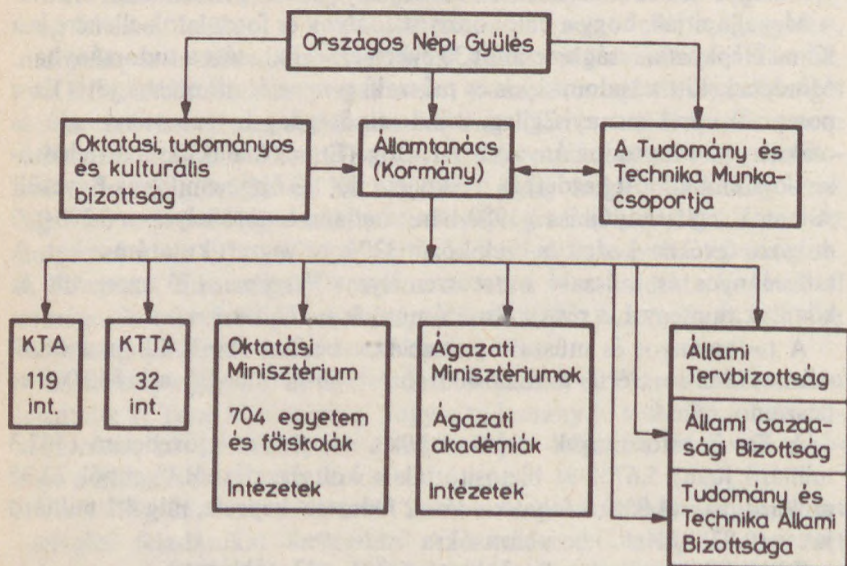 Országos Népi Gyűlés
Oktatási, tudományos
és kulturális
bizottság
Államtanács
(Kormány)
A Tudomány és
Technika Munka-
csoportja
KTA
119
int.
KTTA
32
int.
Oktatási
Minisztérium
704 egyetem
és főiskolák
Intézetek
Ágazati
Minisztériumok
Ágazati
akadémiák
Intézetek
Állami
Tervbizottság
Állami Gazda-
sági Bizottság
Tudomány és
Technika Állami
Bizottsága